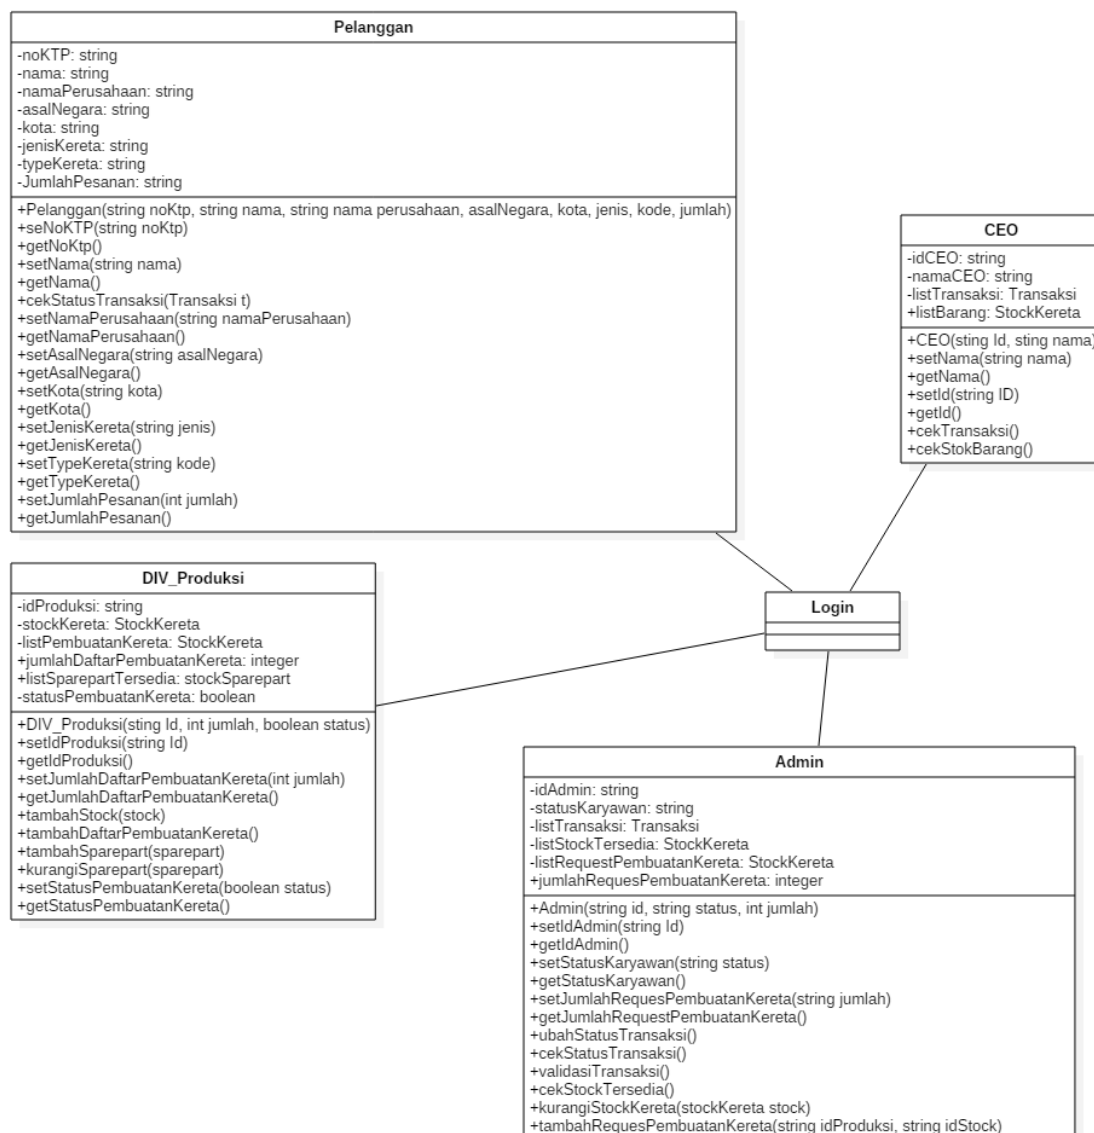 Pelanggan
-noKTP: string
-nama: string
-namaPerusahaan: string
-asalNegara: string
-kota: string
-jenisKereta: string
-typeKereta: string
-JumlahPesanan: string
+Pelanggan(string noKtp, string nama, string nama perusahaan, asalNegara, kota, jenis, kode, jumlah)
+seNoKTP(string noKtp)
+getNoKtp()
+setNama(string nama)
+getNama()
+cekStatusTransaksi(Transaksi t)
+setNamaPerusahaan(string namaPerusahaan)
+getNamaPerusahaan()
+setAsalNegara(string asalNegara)
+getAsalNegara()
+setKota(string kota)
+getKota()
+setJenisKereta(string jenis)
+getJenisKereta()
+setTypeKereta(string kode)
+getTypeKereta()
+setJumlahPesanan(int jumlah)
+getJumlahPesanan()
CEO
-idCEO: string
-namaCEO: string
-listTransaksi: Transaksi
+listBarang: StockKereta
+CEO(sting Id, sting nama)
+setNama(string nama)
+getNama()
+setId(string ID)
+getId()
+cekTransaksi()
+cekStokBarang()
DIV_Produksi
-idProduksi: string
-stockKereta: StockKereta
-listPembuatanKereta: StockKereta
+jumlahDaftarPembuatanKereta: integer
+listSparepartTersedia: stockSparepart
-statusPembuatanKereta: boolean
+DIV_Produksi(sting Id, int jumlah, boolean status)
+setIdProduksi(string Id)
+getIdProduksi()
+setJumlahDaftarPembuatanKereta(int jumlah)
+getJumlahDaftarPembuatanKereta()
+tambahStock(stock)
+tambahDaftarPembuatanKereta()
+tambahSparepart(sparepart)
+kurangiSparepart(sparepart)
+setStatusPembuatanKereta(boolean status)
+getStatusPembuatanKereta()
Login
Admin
-idAdmin: string
-statusKaryawan: string
-listTransaksi: Transaksi
-listStockTersedia: StockKereta
-listRequestPembuatanKereta: StockKereta
+jumlahRequesPembuatanKereta: integer
+Admin(string id, string status, int jumlah)
+setIdAdmin(string Id)
+getIdAdmin()
+setStatusKaryawan(string status)
+getStatusKaryawan()
+setJumlahRequesPembuatanKereta(string jumlah)
+getJumlahRequestPembuatanKereta()
+ubahStatusTransaksi()
+cekStatusTransaksi()
+validasiTransaksi()
+cekStockTersedia()
+kurangiStockKereta(stockKereta stock)
+tambahRequesPembuatanKereta(string idProduksi, string idStock)